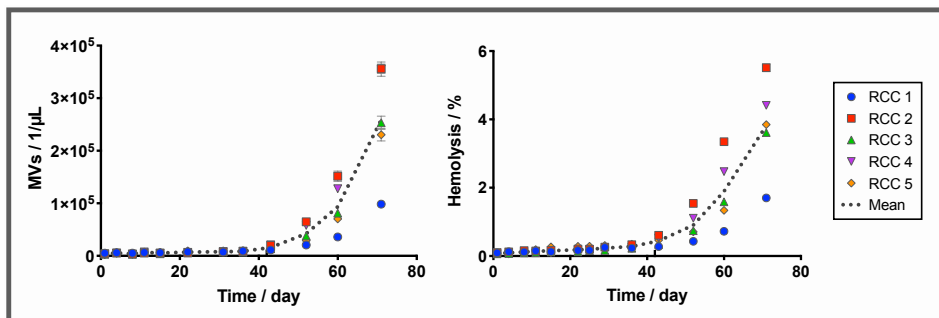 MVs / 1/µL
4×10⁵
3×10⁵
2×10⁵
1×10⁵
0
0 20 40 60 80
Time / day
Hemolysis / %
6
4
2
0
0 20 40 60 80
Time / day
RCC 1
RCC 2
RCC 3
RCC 4
RCC 5
Mean